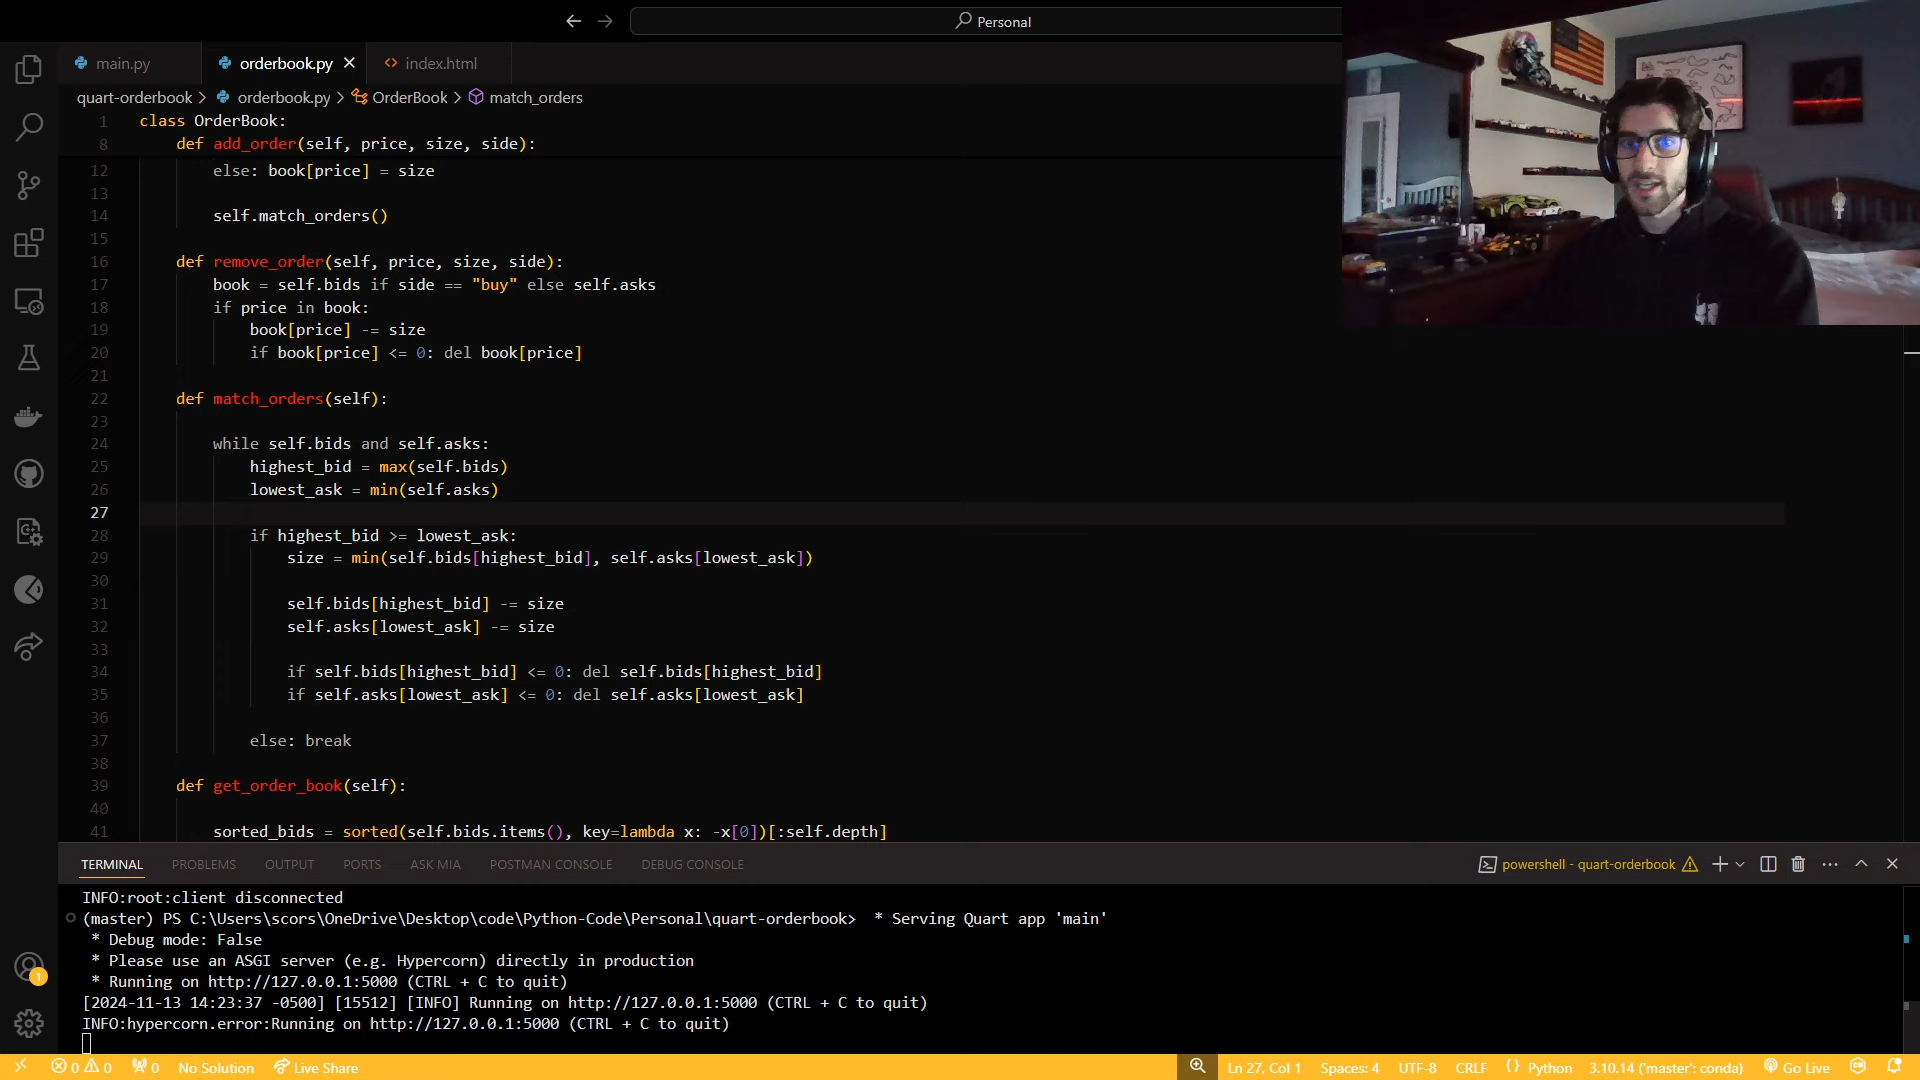 Personal
main.py
orderbook.py
index.html
quart-orderbook > orderbook.py > OrderBook > match_orders
1 class OrderBook:
8 def add_order(self, price, size, side):
12 else: book[price] = size
13
14 self.match_orders()
15
16 def remove_order(self, price, size, side):
17 book = self.bids if side == "buy" else self.asks
18 if price in book:
19 book[price] -= size
20 if book[price] <= 0: del book[price]
21
22 def match_orders(self):
23
24 while self.bids and self.asks:
25 highest_bid = max(self.bids)
26 lowest_ask = min(self.asks)
27
28 if highest_bid >= lowest_ask:
29 size = min(self.bids[highest_bid], self.asks[lowest_ask])
30
31 self.bids[highest_bid] -= size
32 self.asks[lowest_ask] -= size
33
34 if self.bids[highest_bid] <= 0: del self.bids[highest_bid]
35 if self.asks[lowest_ask] <= 0: del self.asks[lowest_ask]
36
37 else: break
38
39 def get_order_book(self):
40
41 sorted_bids = sorted(self.bids.items(), key=lambda x: -x[0])[:self.depth]
TERMINAL PROBLEMS OUTPUT PORTS ASK MIA POSTMAN CONSOLE DEBUG CONSOLE powershell - quart-orderbook
INFO:root:client disconnected
(master) PS C:\Users\scors\OneDrive\Desktop\code\Python-Code\Personal\quart-orderbook> * Serving Quart app 'main'
* Debug mode: False
* Please use an ASGI server (e.g. Hypercorn) directly in production
* Running on http://127.0.0.1:5000 (CTRL + C to quit)
[2024-11-13 14:23:37 -0500] [15512] [INFO] Running on http://127.0.0.1:5000 (CTRL + C to quit)
INFO:hypercorn.error:Running on http://127.0.0.1:5000 (CTRL + C to quit)
1
0 0 0 No Solution Live Share Ln 27, Col 1 Spaces: 4 UTF-8 CRLF Python 3.10.14 ('master': conda) Go Live